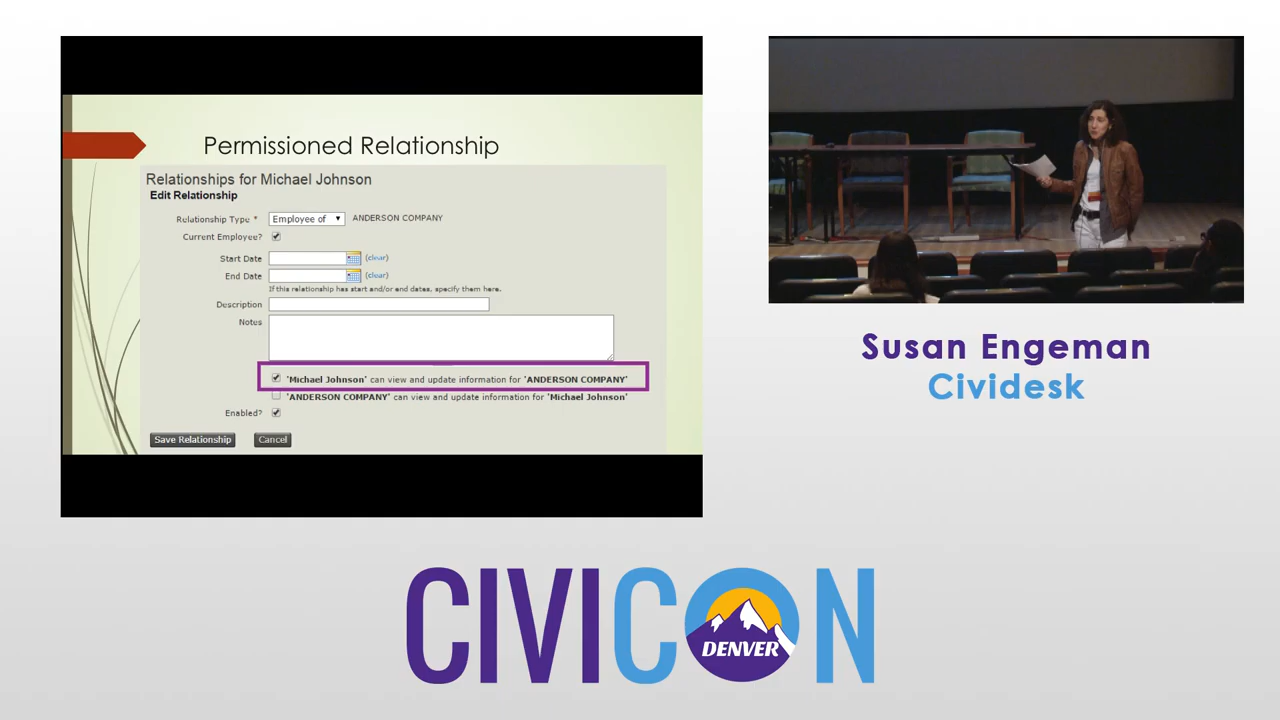 Permissioned Relationship
Relationships for Michael Johnson
Edit Relationship
Relationship Type * Employee of ANDERSON COMPANY
Current Employee?
Start Date (clear)
End Date (clear)
If this relationship has start and/or end dates, specify them here.
Description
Notes
'Michael Johnson' can view and update information for 'ANDERSON COMPANY'
'ANDERSON COMPANY' can view and update information for 'Michael Johnson'
Enabled?
Save Relationship Cancel
Susan Engeman
Cividesk
CIVICON
DENVER